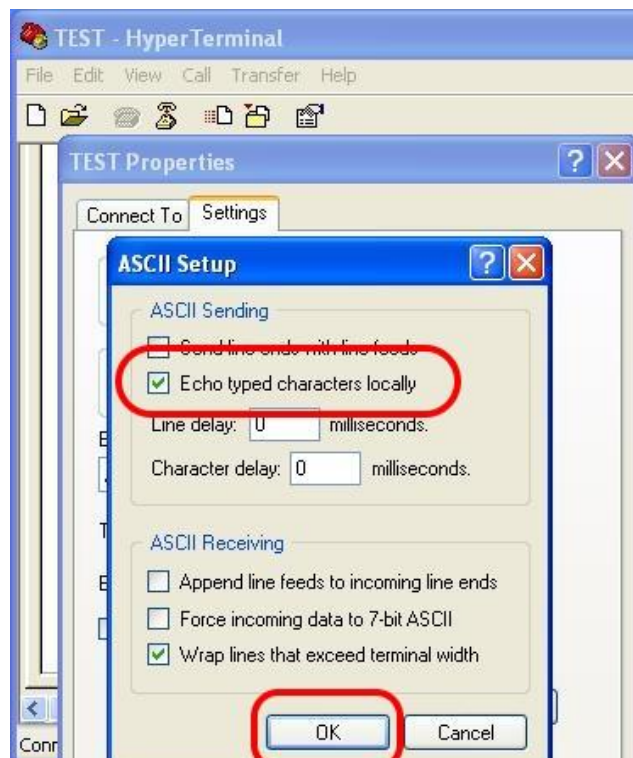 TEST - HyperTerminal
File Edit View Call Transfer Help
TEST Properties
Connect To Settings
ASCII Setup
ASCII Sending
Send line ends with line feeds
Echo typed characters locally
Line delay: 0 milliseconds.
Character delay: 0 milliseconds.
ASCII Receiving
Append line feeds to incoming line ends
Force incoming data to 7-bit ASCII
Wrap lines that exceed terminal width
OK Cancel